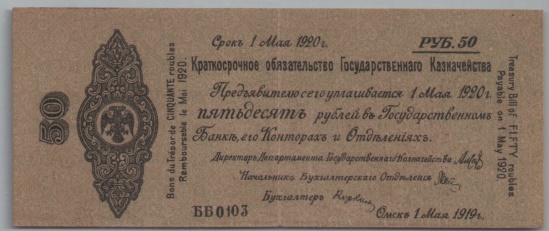 50
Bons du Trésor de CINQUANTE roubles
Remboursable le Mai 1920
Срокъ 1 Мая 1920г.
РУБ. 50
Краткосрочное обязательство Государственнаго Казначейства
Предъявителю сего уплачивается 1 Мая 1920г.
пятьдесятъ рублей въ Государственномъ
Банкѣ, его Конторахъ и Отдѣленіяхъ.
Директоръ Департамента Государственнаго Казначейства
Начальникъ Бухгалтерскаго Отдѣленія
Бухгалтеръ
ББ0103
Омскъ 1 Мая 1919г.
Treasury Bill of FIFTY roubles
Payable on 1 May 1920